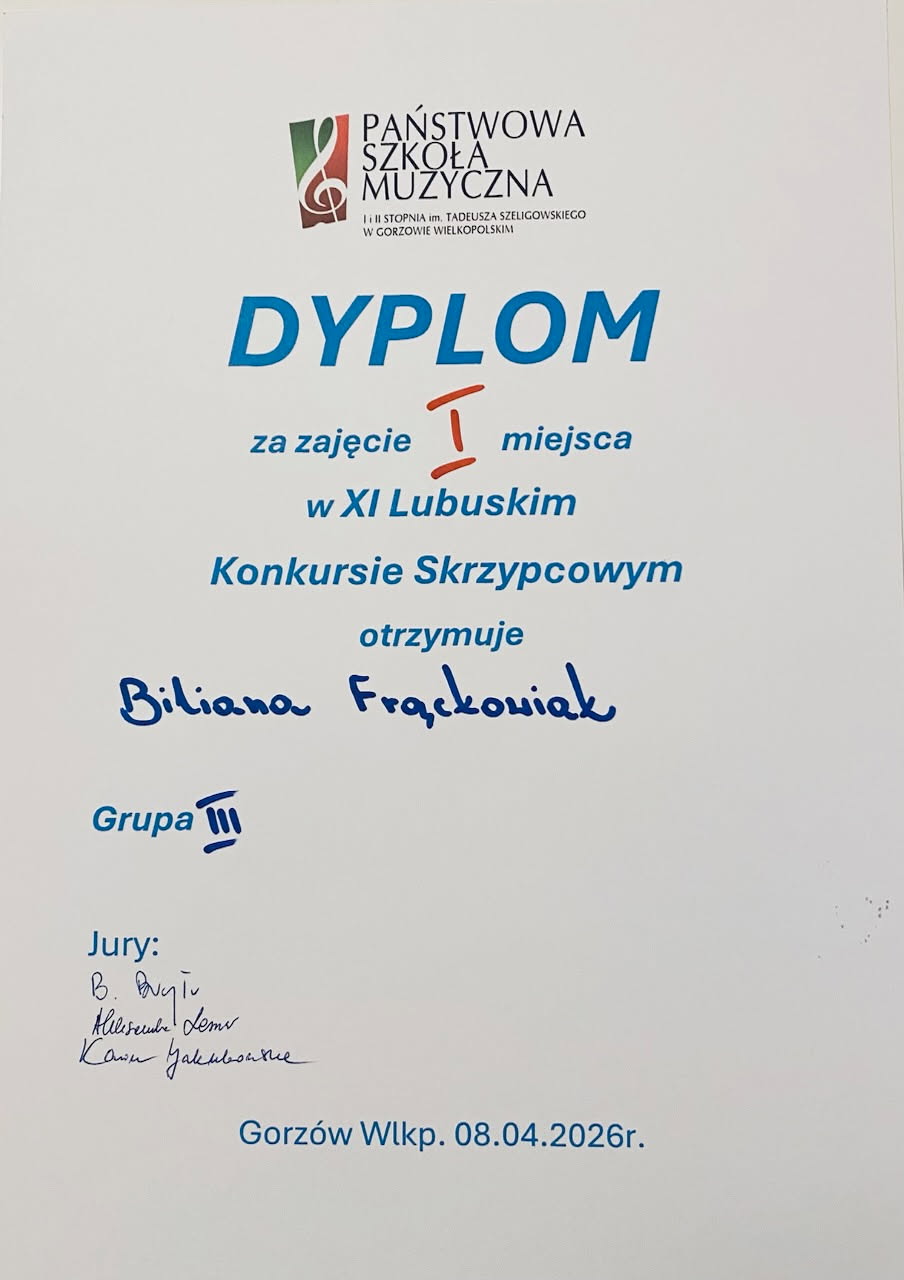 PAŃSTWOWA
SZKOŁA
MUZYCZNA
I i II STOPNIA im. TADEUSZA SZELIGOWSKIEGO
W GORZOWIE WIELKOPOLSKIM
DYPLOM
za zajęcie I miejsca
w XI Lubuskim
Konkursie Skrzypcowym
otrzymuje
Biliana Frąckowiak
Grupa III
Jury:
B.
Gorzów Wlkp. 08.04.2026r.